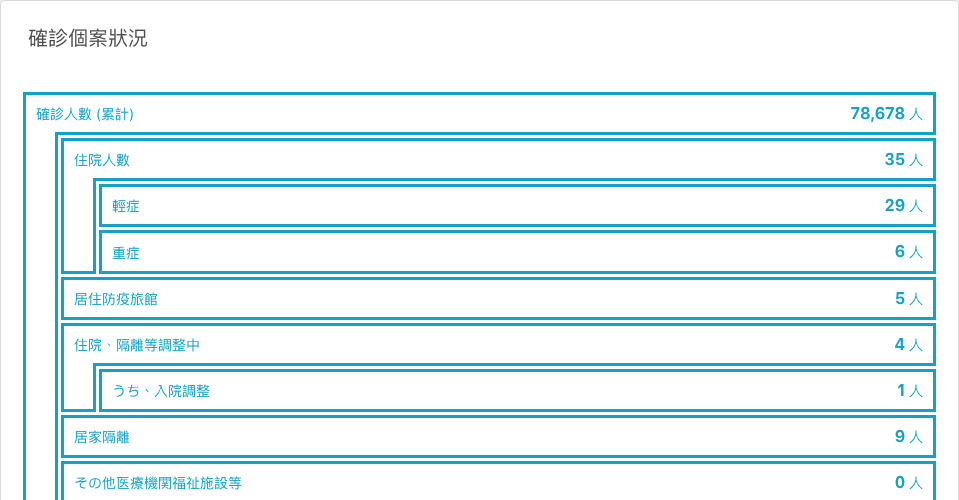 確診個案狀況
確診人數 (累計) 78,678 人
住院人數 35 人
輕症 29 人
重症 6 人
居住防疫旅館 5 人
住院、隔離等調整中 4 人
うち、入院調整 1 人
居家隔離 9 人
その他医療機関福祉施設等 0 人